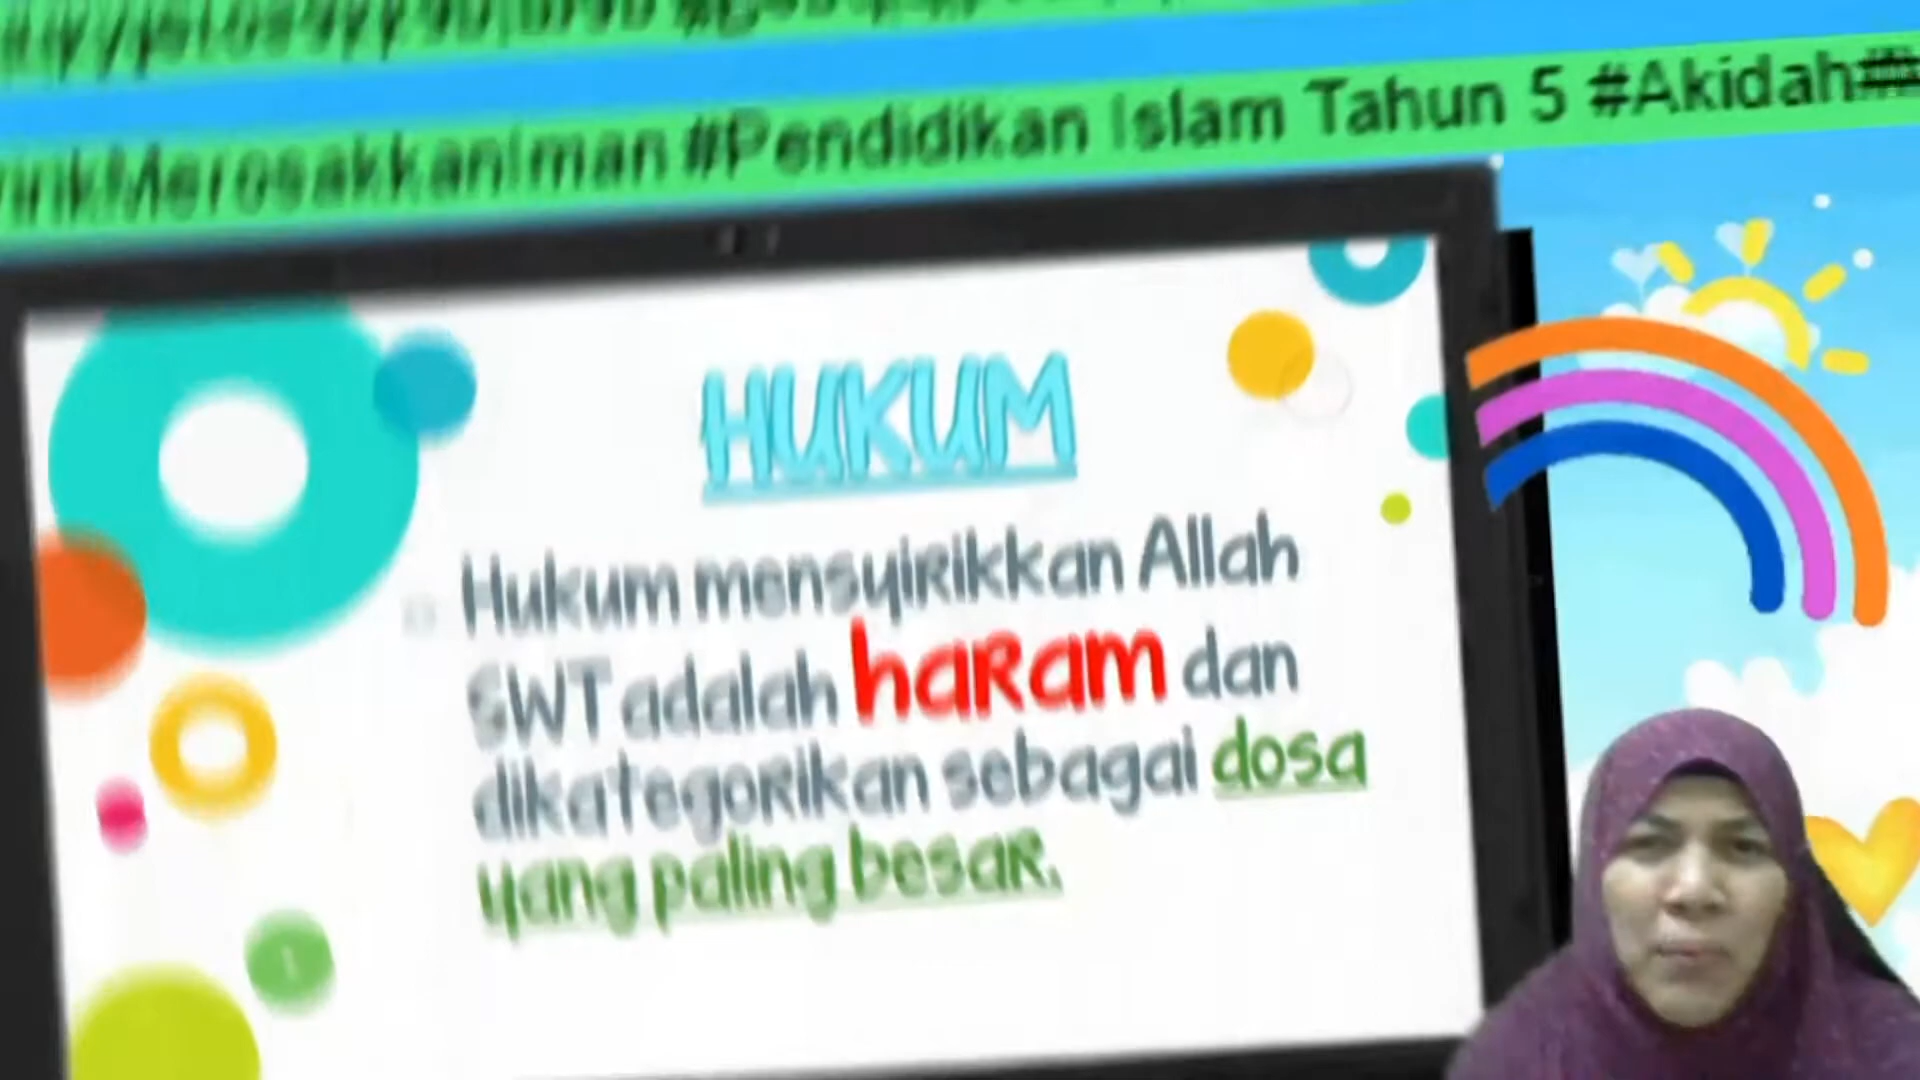 #Pendidikan Islam Tahun 5 #Akidah
HUKUM
Hukum mensyirikkan Allah
SWT adalah haram dan
dikategorikan sebagai dosa
yang paling besar.